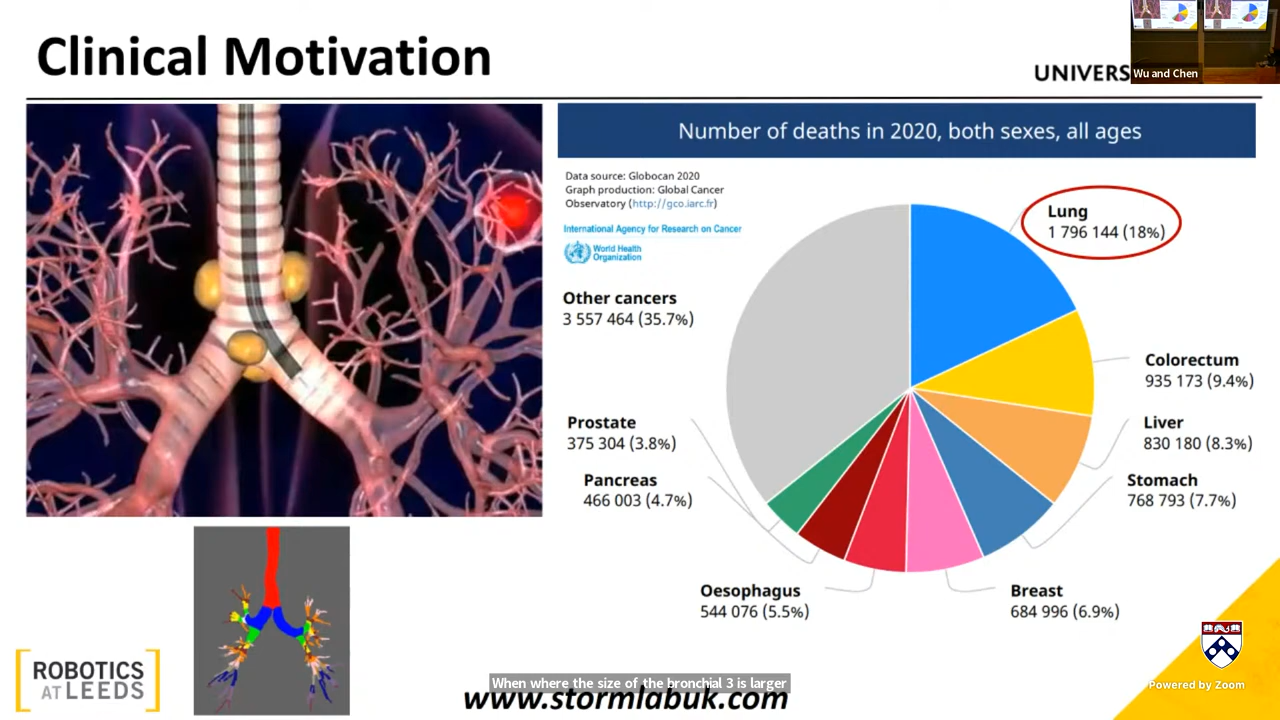 Clinical Motivation
UNIVERS
Wu and Chen
Number of deaths in 2020, both sexes, all ages
Data source: Globocan 2020
Graph production: Global Cancer
Observatory (http://gco.iarc.fr)
International Agency for Research on Cancer
World Health
Organization
Lung
1 796 144 (18%)
Other cancers
3 557 464 (35.7%)
Colorectum
935 173 (9.4%)
Prostate
375 304 (3.8%)
Liver
830 180 (8.3%)
Pancreas
466 003 (4.7%)
Stomach
768 793 (7.7%)
Oesophagus
544 076 (5.5%)
Breast
684 996 (6.9%)
ROBOTICS
AT LEEDS
When where the size of the bronchial 3 is larger
www.stormlabuk.com
Powered by Zoom